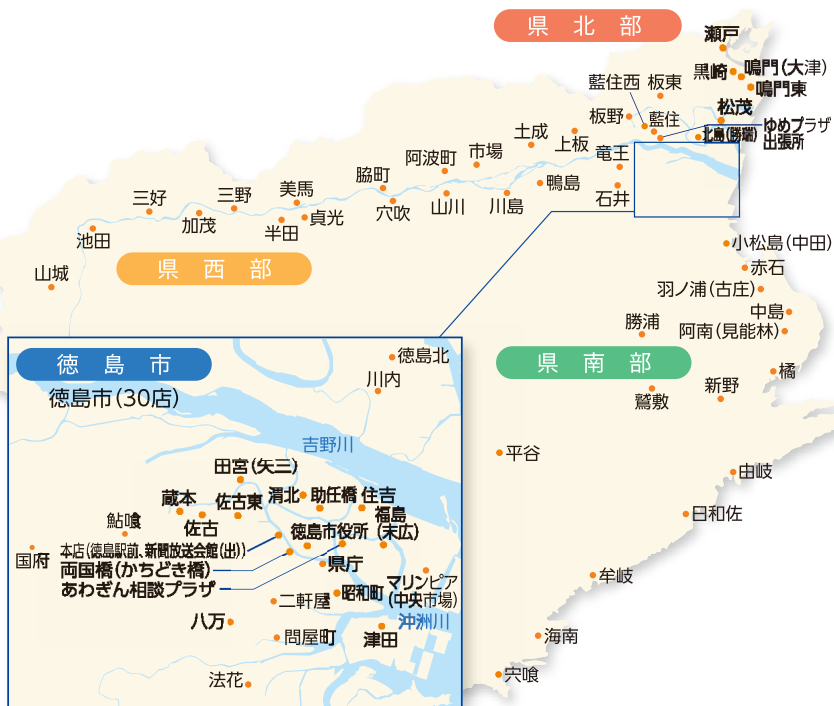 県北部
瀬戸
黒崎
鳴門(大津)
鳴門東
藍住西
板東
松茂
板野
藍住
北島(勝瑞)
ゆめプラザ
出張所
土成
上板
竜王
阿波町
市場
脇町
鴨島
石井
三好
加茂
三野
美馬
半田
貞光
穴吹
山川
川島
池田
山城
県西部
小松島(中田)
赤石
羽ノ浦(古庄)
中島
勝浦
阿南(見能林)
県南部
橘
新野
鷲敷
平谷
由岐
日和佐
牟岐
海南
宍喰
徳島市
徳島市(30店)
徳島北
川内
吉野川
田宮(矢三)
蔵本
佐古東
渭北
助任橋
住吉
鮎喰
佐古
徳島市役所
福島
(末広)
国府
本店(徳島駅前、新聞放送会館(出))
両国橋(かちどき橋)
あわぎん相談プラザ
県庁
昭和町
マリンピア
(中央市場)
二軒屋
沖洲川
八万
問屋町
津田
法花